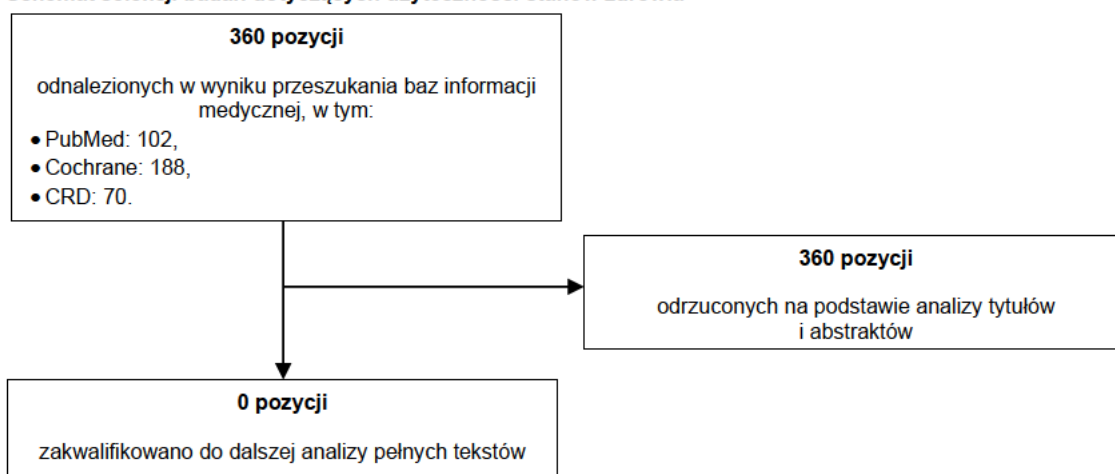 360 pozycji
odnalezionych w wyniku przeszukania baz informacji
medycznej, w tym:
• PubMed: 102,
• Cochrane: 188,
• CRD: 70.
360 pozycji
odrzuconych na podstawie analizy tytułów
i abstraktów
0 pozycji
zakwalifikowano do dalszej analizy pełnych tekstów